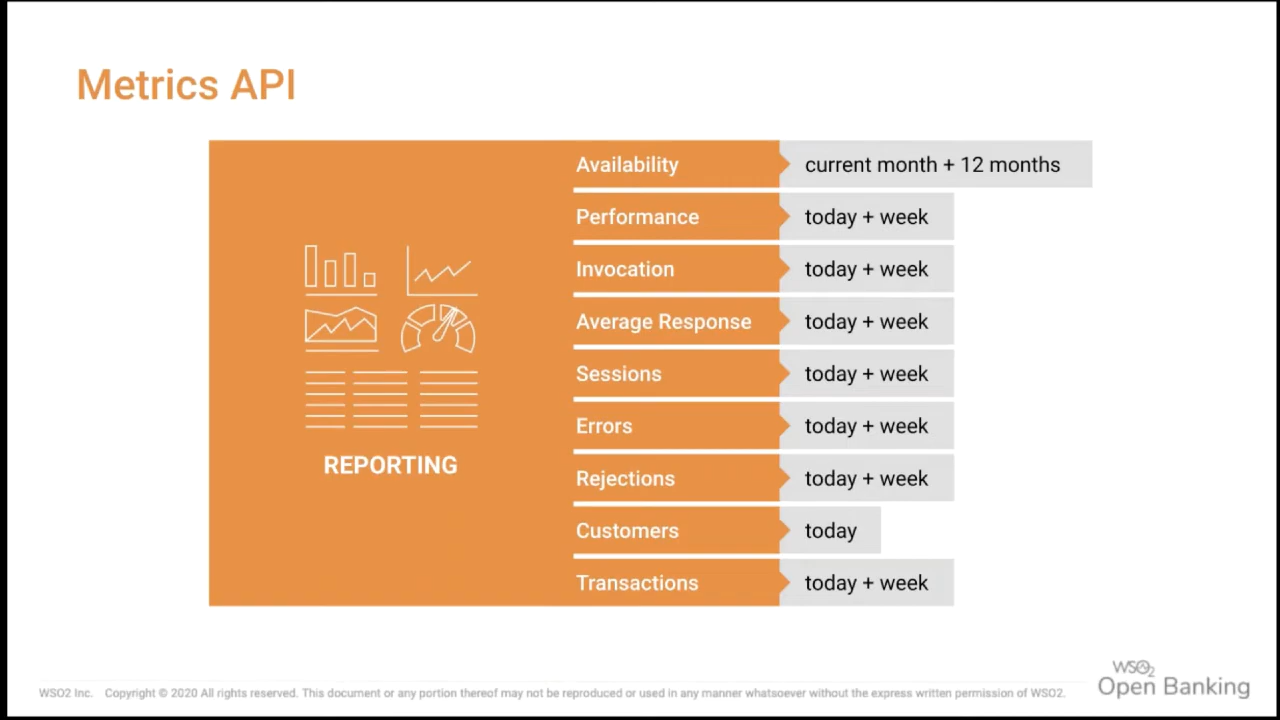 Metrics API
Availability current month + 12 months
Performance today + week
Invocation today + week
Average Response today + week
Sessions today + week
Errors today + week
Rejections today + week
Customers today
Transactions today + week
REPORTING
WSO2 Inc. Copyright © 2020 All rights reserved. This document or any portion thereof may not be reproduced or used in any manner whatsoever without the express written permission of WSO2.
WSO2
Open Banking